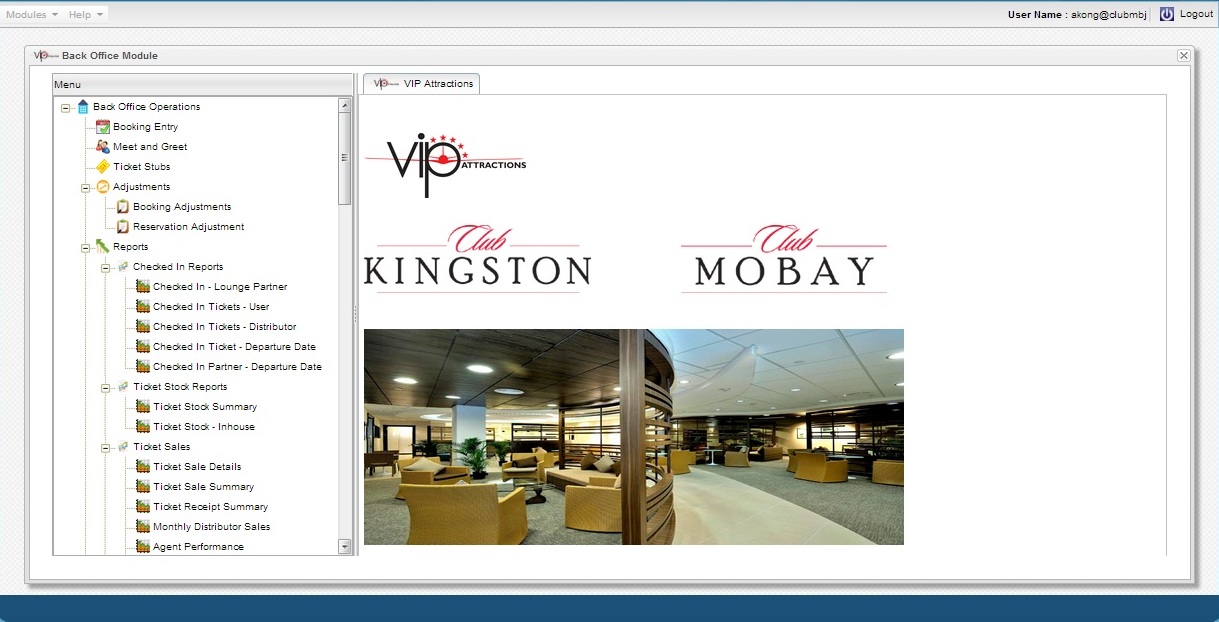 Modules Help User Name : akong@clubmbj Logout
Back Office Module
Menu
Back Office Operations
Booking Entry
Meet and Greet
Ticket Stubs
Adjustments
Booking Adjustments
Reservation Adjustment
Reports
Checked In Reports
Checked In - Lounge Partner
Checked In Tickets - User
Checked In Tickets - Distributor
Checked In Ticket - Departure Date
Checked In Partner - Departure Date
Ticket Stock Reports
Ticket Stock Summary
Ticket Stock - Inhouse
Ticket Sales
Ticket Sale Details
Ticket Sale Summary
Ticket Receipt Summary
Monthly Distributor Sales
Agent Performance
VIP Attractions
vip ATTRACTIONS
Club
KINGSTON
Club
MOBAY